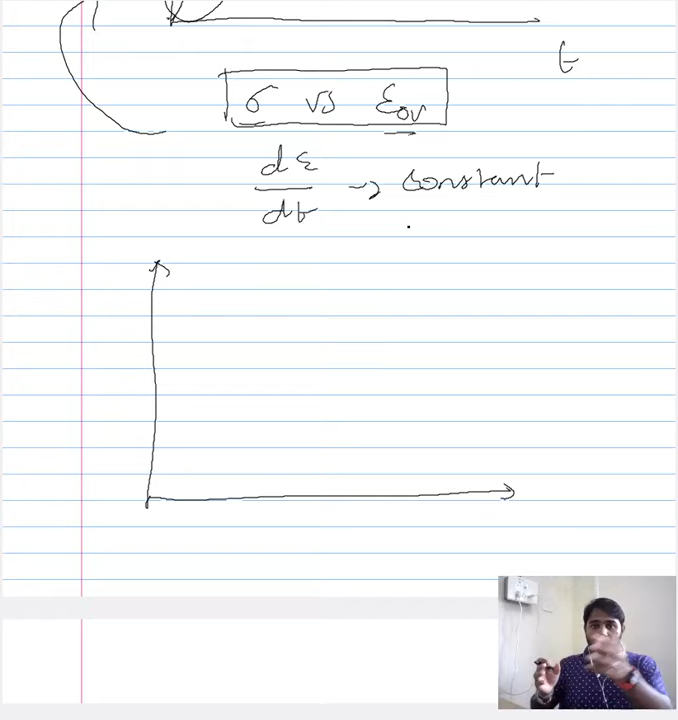 t
σ vs ε_ov
dε/dt → constant